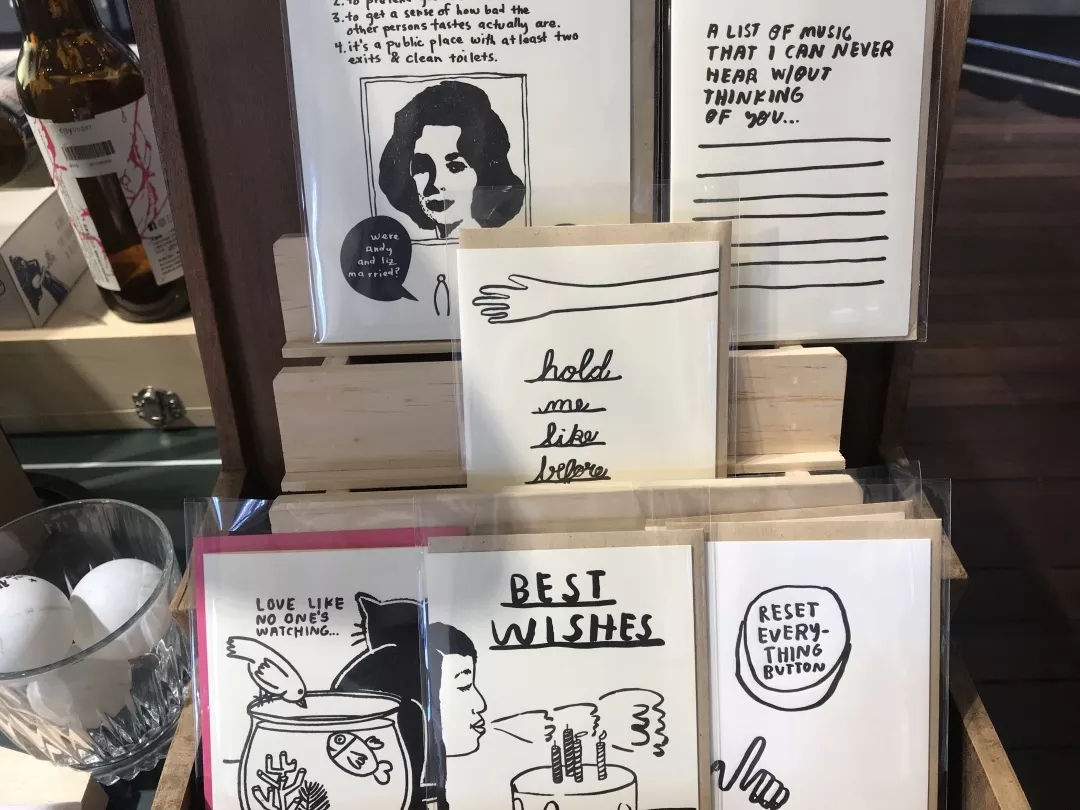 3. to get a sense of how bad the
other persons tastes actually are.
4. it's a public place with at least two
exits & clean toilets.
were
andy
and liz
married?
A LIST OF MUSIC
THAT I CAN NEVER
HEAR W/OUT
THINKING
OF YOU...
hold
me
like
before
LOVE LIKE
NO ONE'S
WATCHING...
BEST
WISHES
RESET
EVERY-
THING
BUTTON